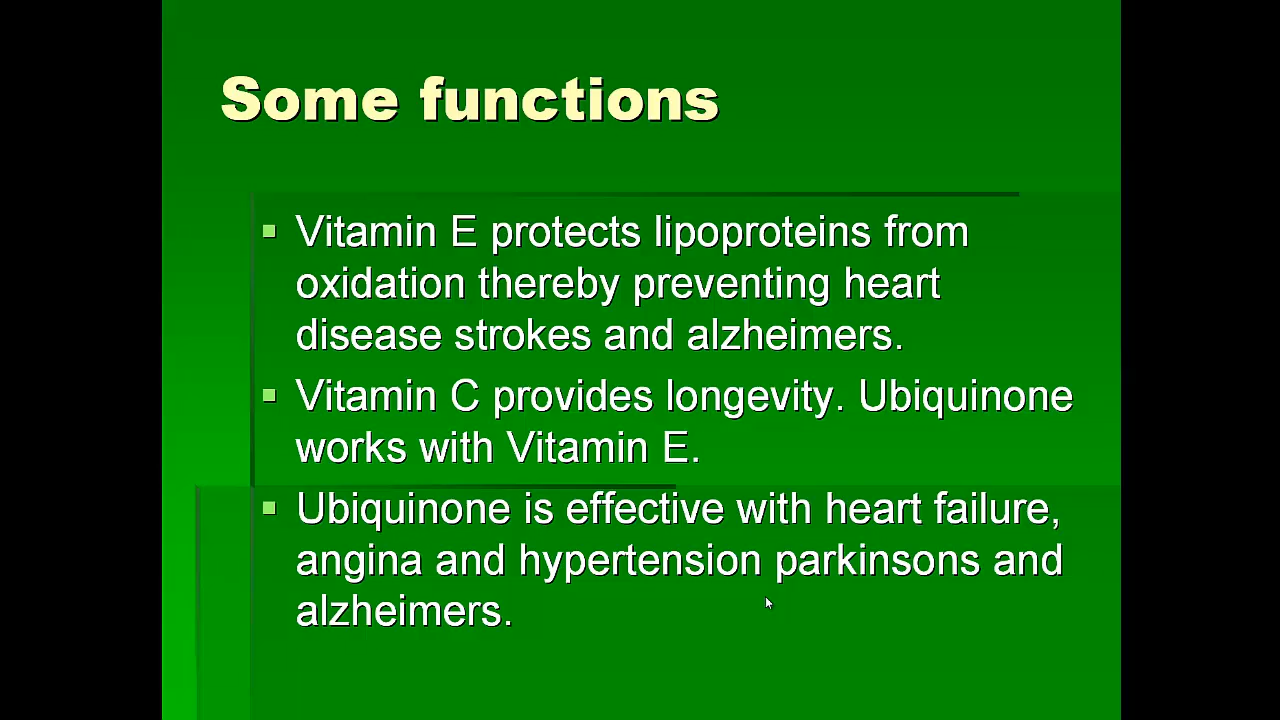 Some functions
Vitamin E protects lipoproteins from
oxidation thereby preventing heart
disease strokes and alzheimers.
Vitamin C provides longevity. Ubiquinone
works with Vitamin E.
Ubiquinone is effective with heart failure,
angina and hypertension parkinsons and
alzheimers.